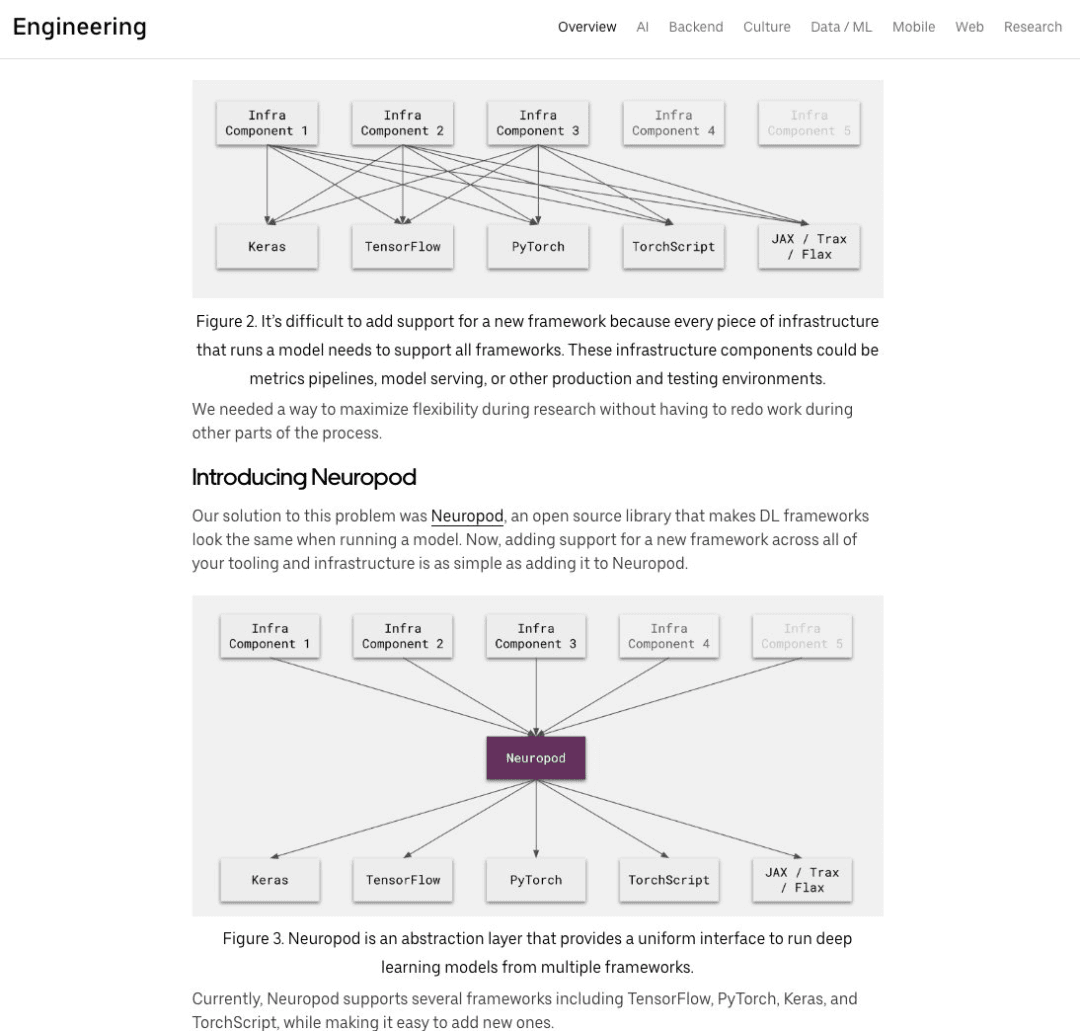 Engineering
Overview AI Backend Culture Data / ML Mobile Web Research
Infra Component 1
Infra Component 2
Infra Component 3
Infra Component 4
Infra Component 5
Keras
TensorFlow
PyTorch
TorchScript
JAX / Trax / Flax
Figure 2. It’s difficult to add support for a new framework because every piece of infrastructure
that runs a model needs to support all frameworks. These infrastructure components could be
metrics pipelines, model serving, or other production and testing environments.
We needed a way to maximize flexibility during research without having to redo work during
other parts of the process.
Introducing Neuropod
Our solution to this problem was Neuropod, an open source library that makes DL frameworks
look the same when running a model. Now, adding support for a new framework across all of
your tooling and infrastructure is as simple as adding it to Neuropod.
Infra Component 1
Infra Component 2
Infra Component 3
Infra Component 4
Infra Component 5
Neuropod
Keras
TensorFlow
PyTorch
TorchScript
JAX / Trax / Flax
Figure 3. Neuropod is an abstraction layer that provides a uniform interface to run deep
learning models from multiple frameworks.
Currently, Neuropod supports several frameworks including TensorFlow, PyTorch, Keras, and
TorchScript, while making it easy to add new ones.